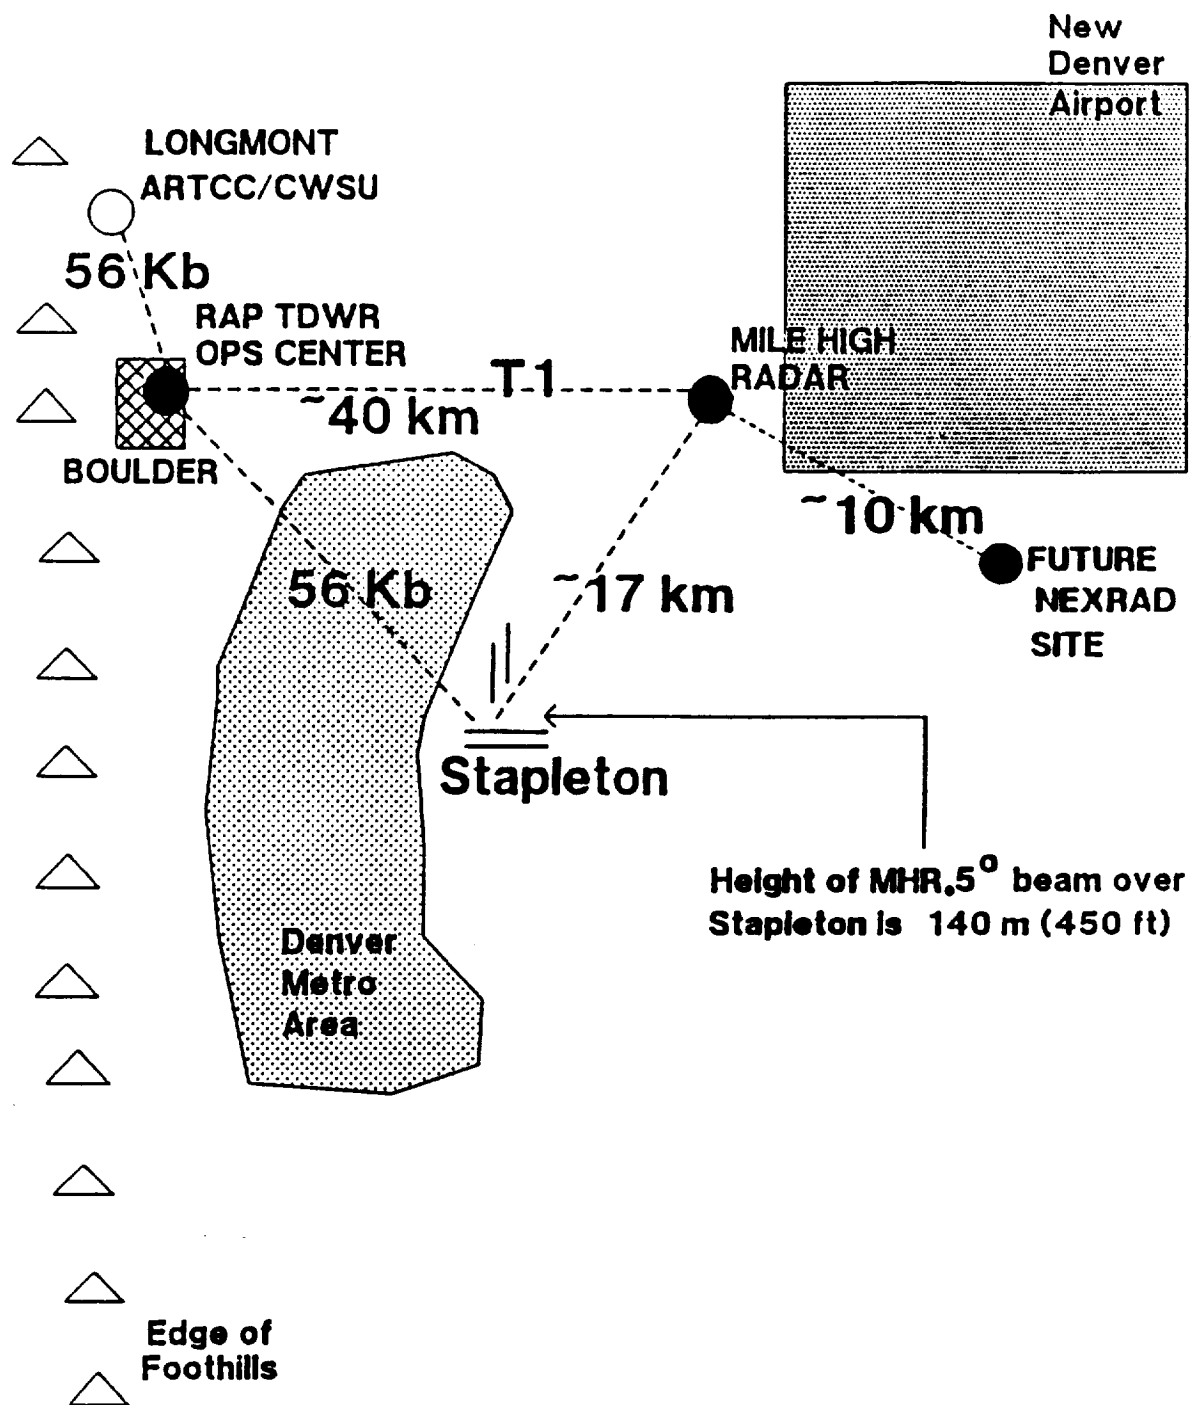 New
Denver
Airport
LONGMONT
ARTCC/CWSU
56 Kb
RAP TDWR
OPS CENTER
MILE HIGH
RADAR
T1
~40 km
BOULDER
~10 km
FUTURE
NEXRAD
SITE
56 Kb
~17 km
Stapleton
Height of MHR.5° beam over
Stapleton is 140 m (450 ft)
Denver
Metro
Area
Edge of
Foothills